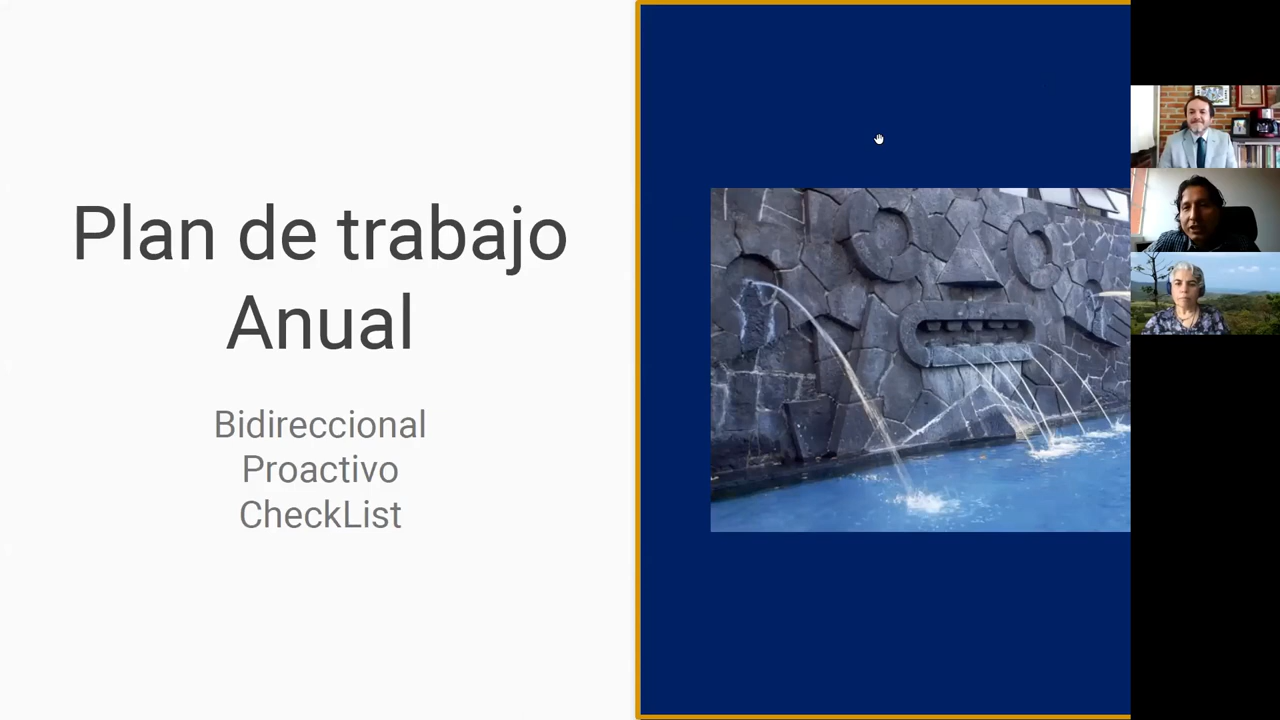 Plan de trabajo
Anual
Bidireccional
Proactivo
CheckList